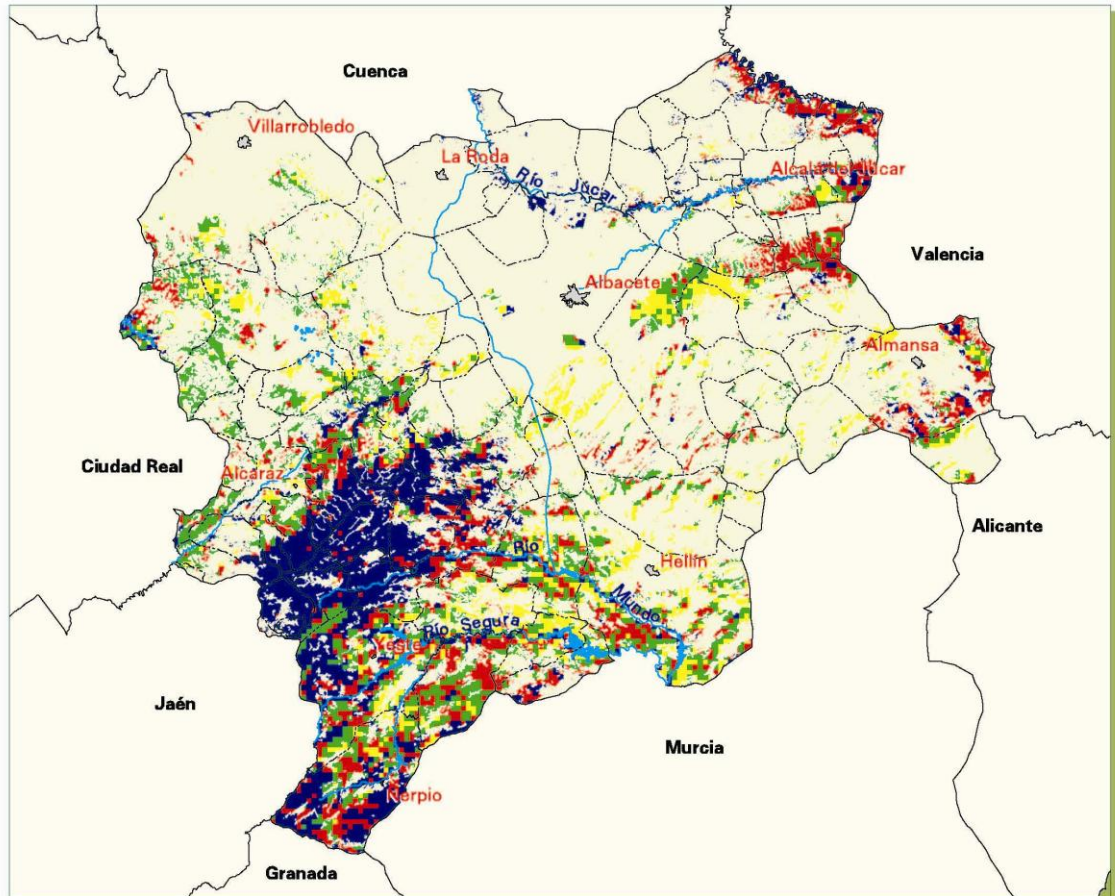 Cuenca
Villarrobledo
La Roda
Río Júcar
Alcalá del Júcar
Valencia
Albacete
Almansa
Ciudad Real
Alcaraz
Alicante
Río Mundo
Hellín
Río Segura
Yeste
Jaén
Murcia
Nerpio
Granada